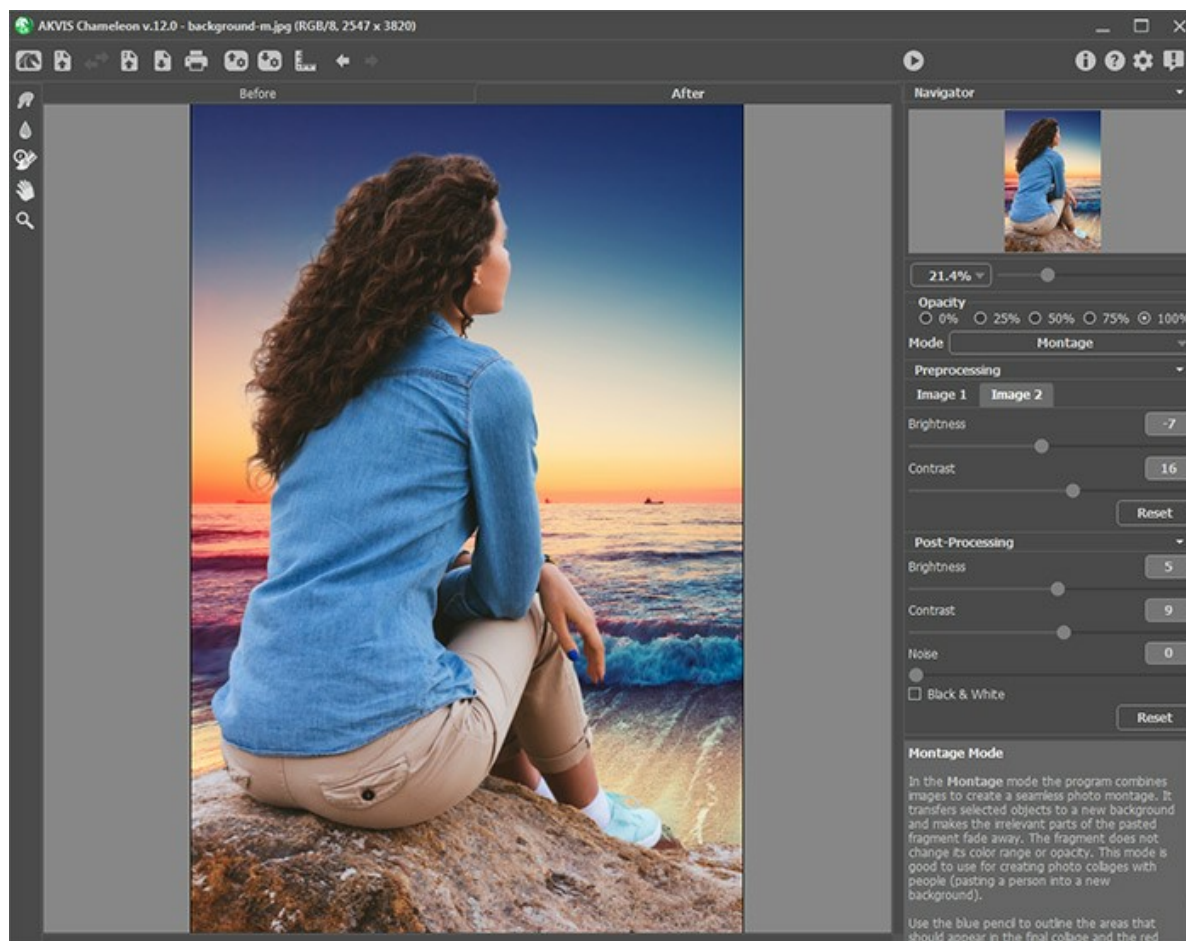 AKVIS Chameleon v.12.0 - background-m.jpg (RGB/8, 2547 x 3820)
Before
After
Navigator
21.4%
Opacity
0% 25% 50% 75% 100%
Mode Montage
Preprocessing
Image 1 Image 2
Brightness -7
Contrast 16
Reset
Post-Processing
Brightness 5
Contrast 9
Noise 0
Black & White
Reset
Montage Mode
In the Montage mode the program combines
images to create a seamless photo montage. It
transfers selected objects to a new background
and makes the irrelevant parts of the pasted
fragment fade away. The fragment does not
change its color range or opacity. This mode is
good to use for creating photo collages with
people (pasting a person into a new
background).
Use the blue pencil to outline the areas that
should appear in the final collage and the red